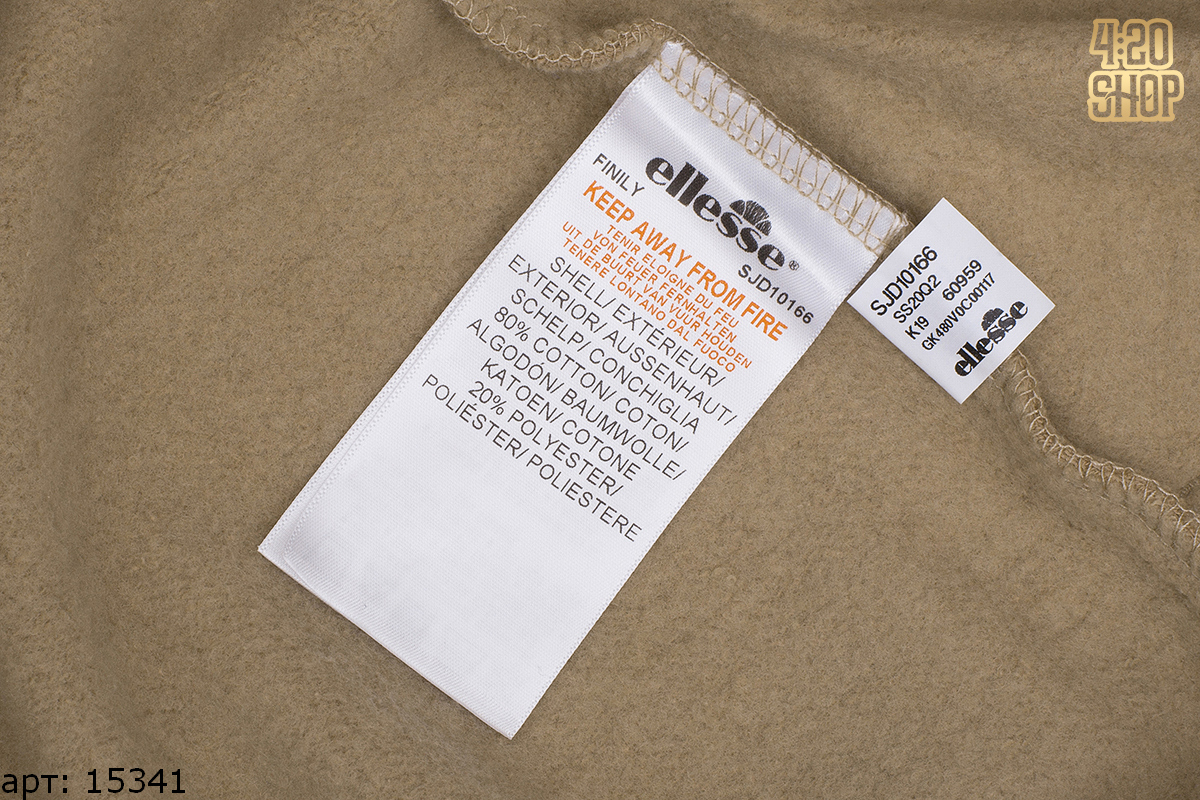 4:20
SHOP
ellesse®
FINILY
SJD10166
KEEP AWAY FROM FIRE
TENIR ELOIGNE DU FEU
VON FEUER FERNHALTEN
UIT DE BUURT VAN VUUR HOUDEN
TENERE LONTANO DAL FUOCO
SHELL/ EXTÉRIEUR/
EXTERIOR/ AUSSENHAUT/
SCHELP/ CONCHIGLIA
80% COTTON/ COTON/
ALGODÓN/ BAUMWOLLE/
KATOEN/ COTONE
20% POLYESTER/
POLIÉSTER/ POLIESTERE
SJD10166
SS20Q2
K19 60959
GK480V0C00117
ellesse
арт: 15341